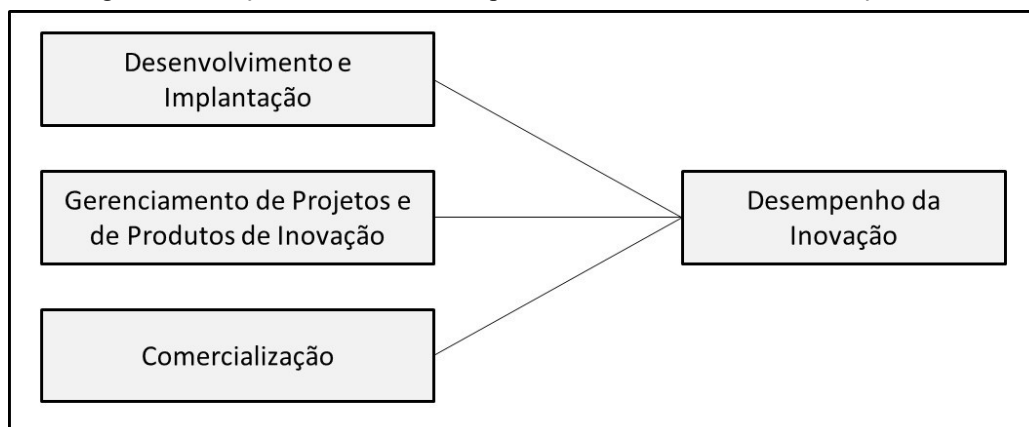 Desenvolvimento e
Implantação
Gerenciamento de Projetos e
de Produtos de Inovação
Desempenho da
Inovação
Comercialização